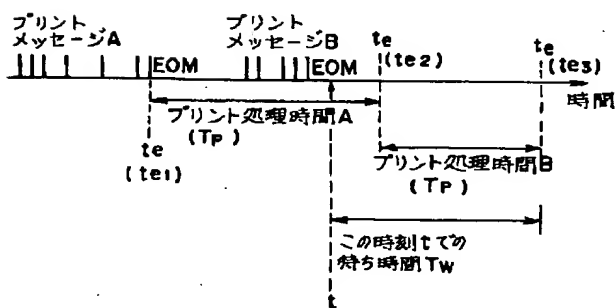 プリント
メッセージA
プリント
メッセージB
te
(te2)
te
(te3)
EOM
EOM
時間
プリント処理時間A
(TP)
te
(te1)
プリント処理時間B
(TP)
この時刻tでの
待ち時間TW
t